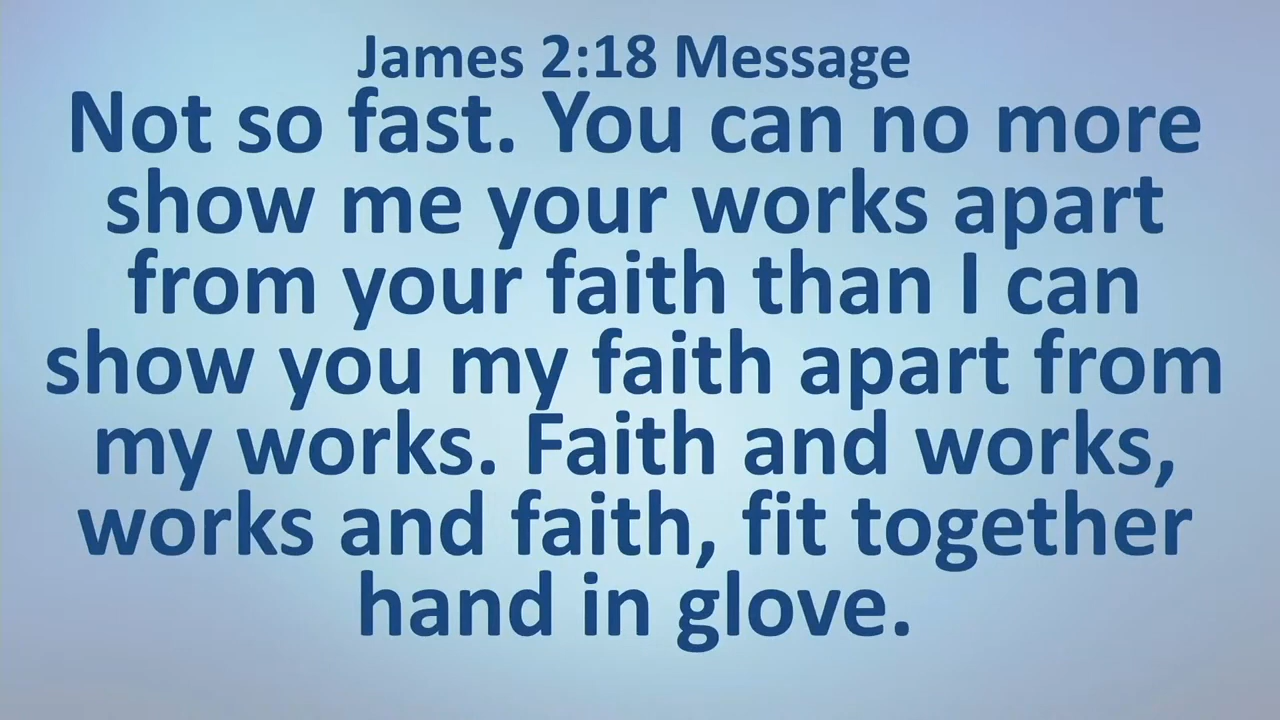 James 2:18 Message
Not so fast. You can no more
show me your works apart
from your faith than I can
show you my faith apart from
my works. Faith and works,
works and faith, fit together
hand in glove.